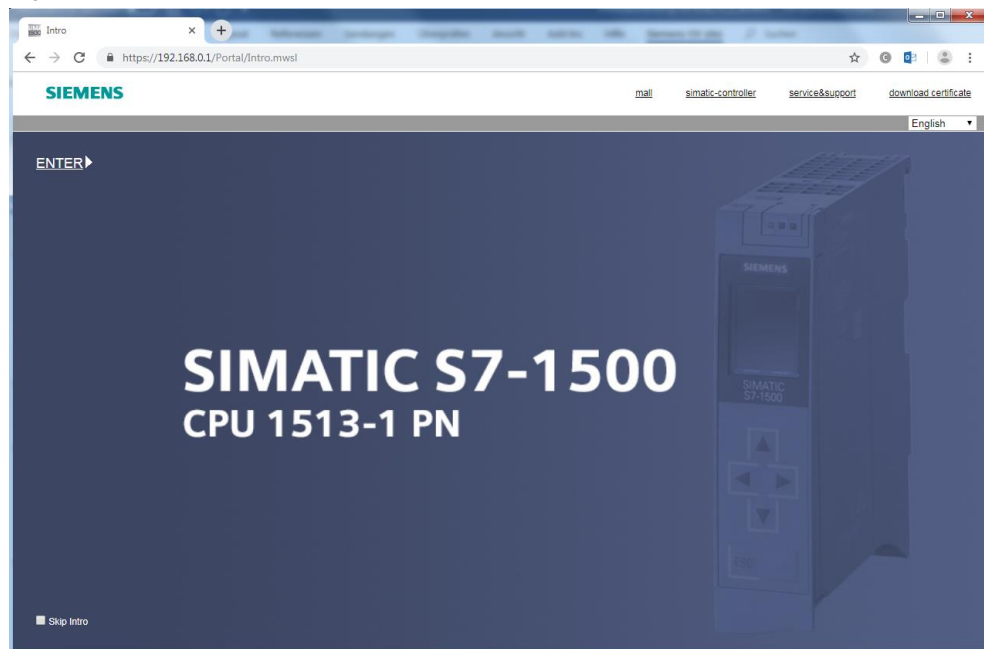 Intro
https://192.168.0.1/Portal/Intro.mwsl
SIEMENS
mall simatic-controller service&support download certificate
English
ENTER
SIEMENS
SIMATIC S7-1500
SIMATIC
S7-1500
CPU 1513-1 PN
ESC
Skip Intro